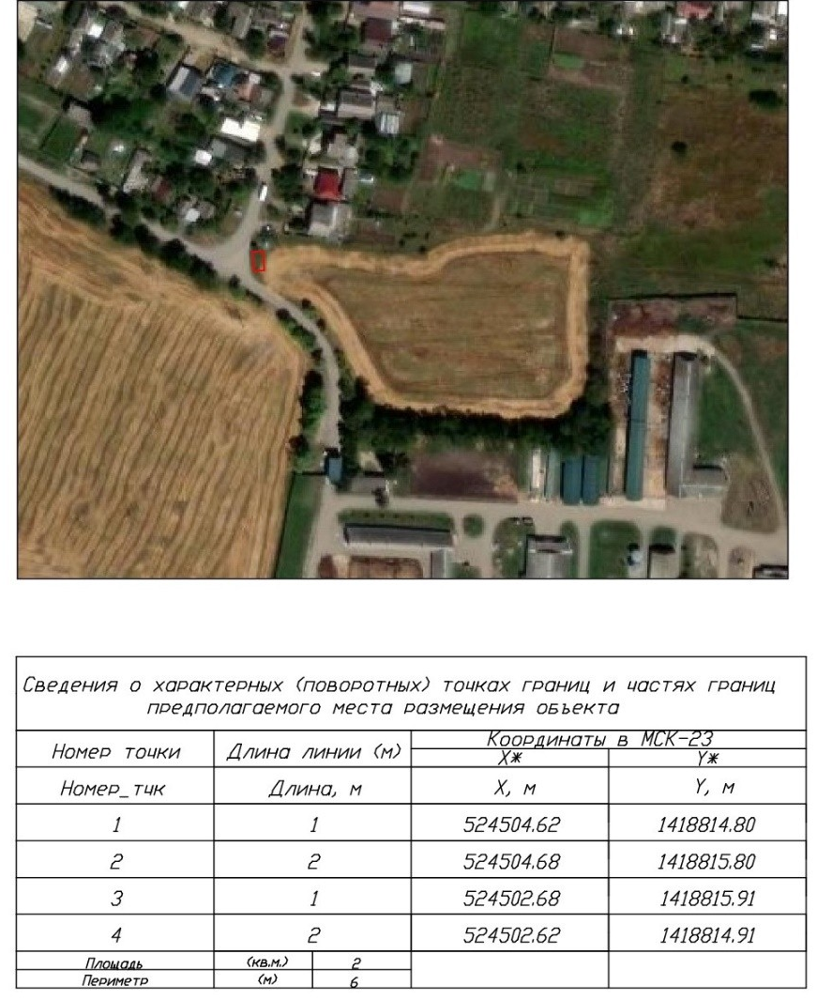 Сведения о характерных (поворотных) точках границ и частях границ
предполагаемого места размещения объекта
Номер точки Длина линии (м) Координаты в МСК-23
X* Y*
Номер_тчк Длина, м X, м Y, м
1 1 524504.62 1418814.80
2 2 524504.68 1418815.80
3 1 524502.68 1418815.91
4 2 524502.62 1418814.91
Площадь (кв.м.) 2
Периметр (м) 6